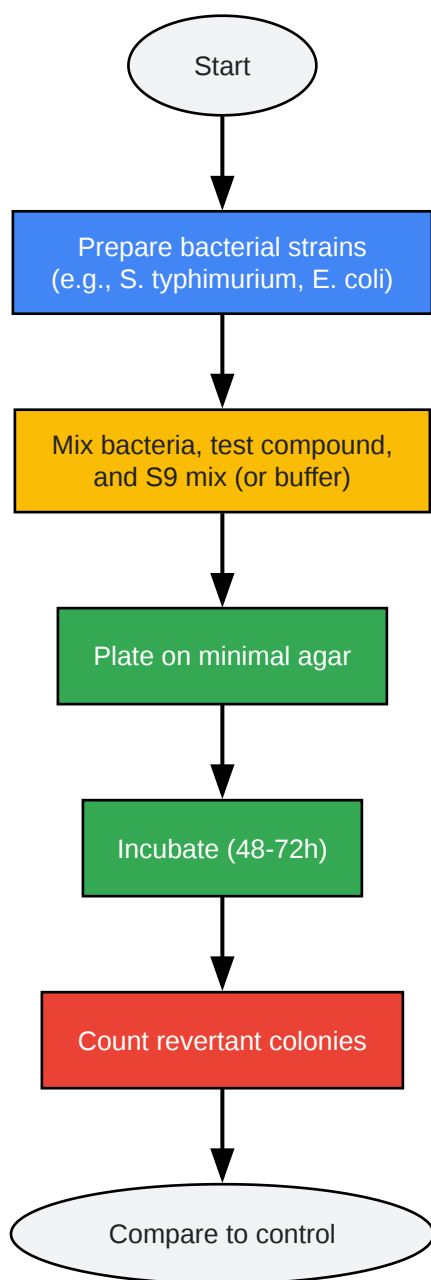 Start
Prepare bacterial strains
(e.g., S. typhimurium, E. coli)
Mix bacteria, test compound,
and S9 mix (or buffer)
Plate on minimal agar
Incubate (48-72h)
Count revertant colonies
Compare to control